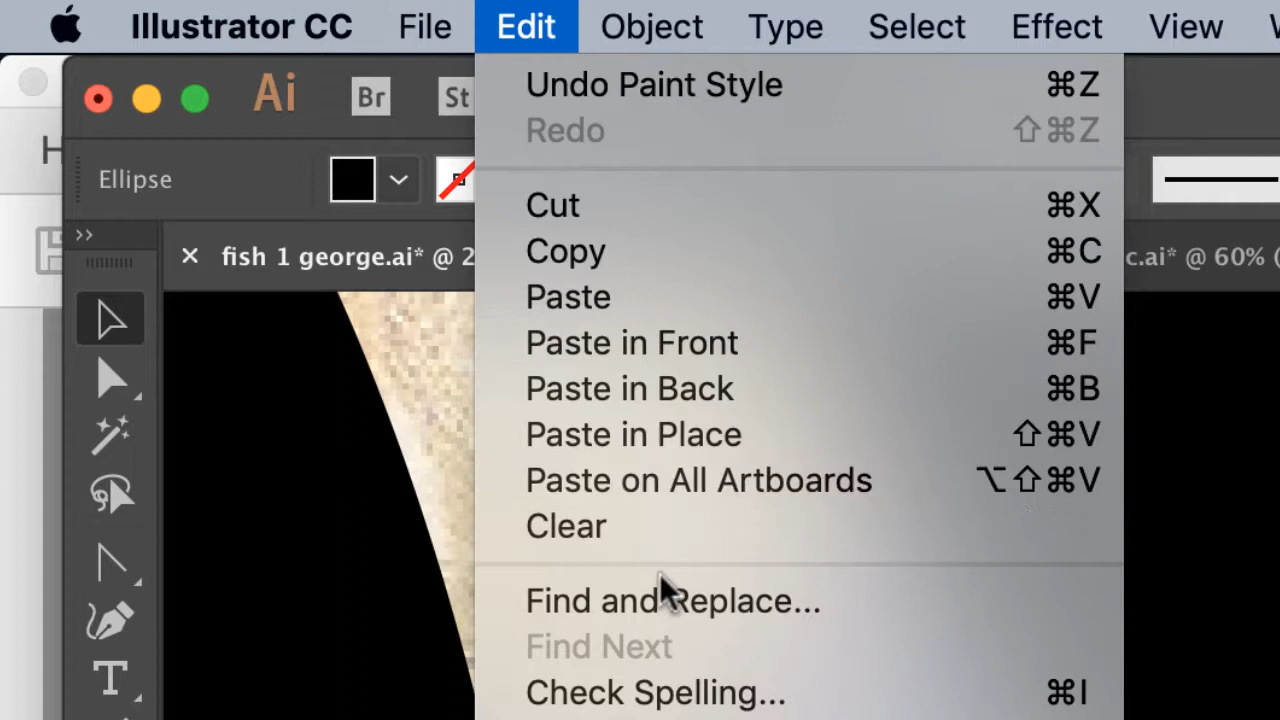 Illustrator CC File Edit Object Type Select Effect View
Ai Br St
Undo Paint Style ⌘Z
Redo ⇧⌘Z
Ellipse
Cut ⌘X
Copy ⌘C
fish 1 george.ai* @ 2
c.ai* @ 60% (
Paste ⌘V
Paste in Front ⌘F
Paste in Back ⌘B
Paste in Place ⇧⌘V
Paste on All Artboards ⌥⇧⌘V
Clear
Find and Replace...
Find Next
Check Spelling... ⌘I
T